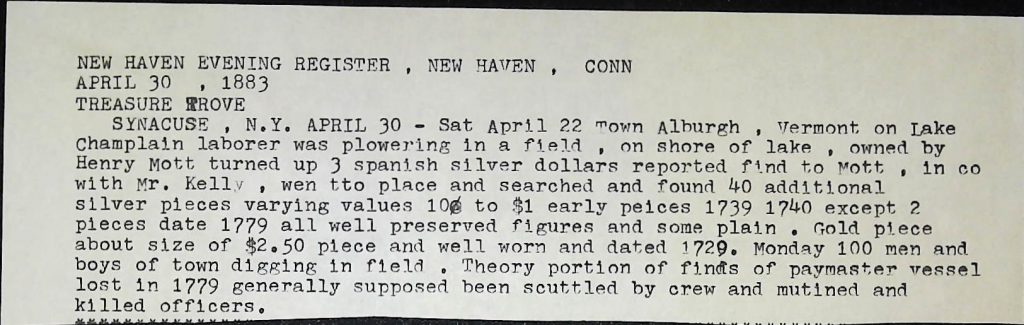 NEW HAVEN EVENING REGISTER , NEW HAVEN , CONN
APRIL 30 , 1883
TREASURE TROVE
SYNACUSE , N.Y. APRIL 30 - Sat April 22 Town Alburgh , Vermont on Lake
Champlain laborer was plowering in a field , on shore of lake , owned by
Henry Mott turned up 3 spanish silver dollars reported find to Mott , in co
with Mr. Kelly , wen tto place and searched and found 40 additional
silver pieces varying values 10¢ to $1 early peices 1739 1740 except 2
pieces date 1779 all well preserved figures and some plain . Gold piece
about size of $2.50 piece and well worn and dated 1729. Monday 100 men and
boys of town digging in field . Theory portion of finds of paymaster vessel
lost in 1779 generally supposed been scuttled by crew and mutined and
killed officers.